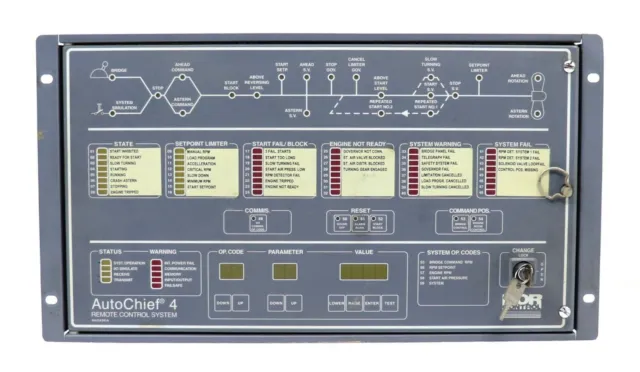 BRIDGE
SYSTEM SIMULATION
STOP
AHEAD COMMAND
ASTERN COMMAND
START BLOCK
ABOVE REVERSING LEVEL
START SETP
AHEAD S.V.
ASTERN S.V.
STOP
CANCEL LIMITER
ABOVE START LEVEL
REPEATED START NO.2
SLOW TURNING S.V.
START S.V.
REPEATED START NO.1
STOP S.V.
SETPOINT LIMITER
AHEAD ROTATION
ASTERN ROTATION
STATE
START INHIBITED
READY FOR START
SLOW TURNING
STARTING
RUNNING
CRASH ASTERN
STOPPING
ENGINE TRIPPED
SETPOINT LIMITER
MANUAL RPM
LOAD PROGRAM
ACCELERATION
CRITICAL RPM
SLOW DOWN
MINIMUM RPM
START SETPOINT
START FAIL / BLOCK
START TOO LONG
SLOW TURNING FAIL
START AIR PRESS. LOW
RPM DETECTOR FAIL
ENGINE TRIPPED
ENGINE NOT READY
ENGINE NOT READY
GOVERNOR NOT CONN.
ST. AIR VALVE BLOCKED
ST. AIR DISTR. BLOCKED
TURNING GEAR ENGAGED
SYSTEM WARNING
BRIDGE PANEL FAIL
TELEGRAPH FAIL
SAFETY SYSTEM FAIL
GOVERNOR FAIL
LIMITATION CANCELLED
LOAD PROGR. CANCELLED
SLOW TURNING CANCELLED
SYSTEM FAIL
RPM DET. SYSTEM 1 FAIL
RPM DET. SYSTEM 2 FAIL
SOLENOID VALVE LOOPFAIL
CONTROL POS. MISSING
COMMIS.
RESET
COMMAND POS.
STATUS
SYST. OPERATION
RECEIVE
TRANSMIT
WARNING
INT. POWER FAIL
COMMUNICATION
MEMORY
INPUT/OUTPUT
FAILSAFE
OP. CODE
DOWN UP
PARAMETER
DOWN UP
VALUE
LOWER RAISE ENTER TEST
SYSTEM OP. CODES
BRIDGE COMMAND RPM
RPM SETPOINT
ENGINE RPM
START AIR PRESSURE
SYSTEM
CHANGE
LOCK
OPEN
AutoChief® 4
REMOTE CONTROL SYSTEM
CONTROL